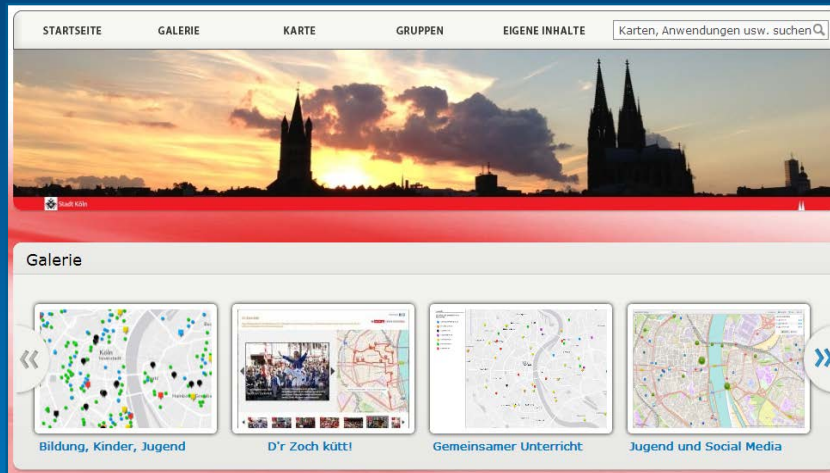 STARTSEITE GALERIE KARTE GRUPPEN EIGENE INHALTE Karten, Anwendungen usw. suchen
Stadt Köln
Galerie
Köln
Bildung, Kinder, Jugend D'r Zoch kütt! Gemeinsamer Unterricht Jugend und Social Media